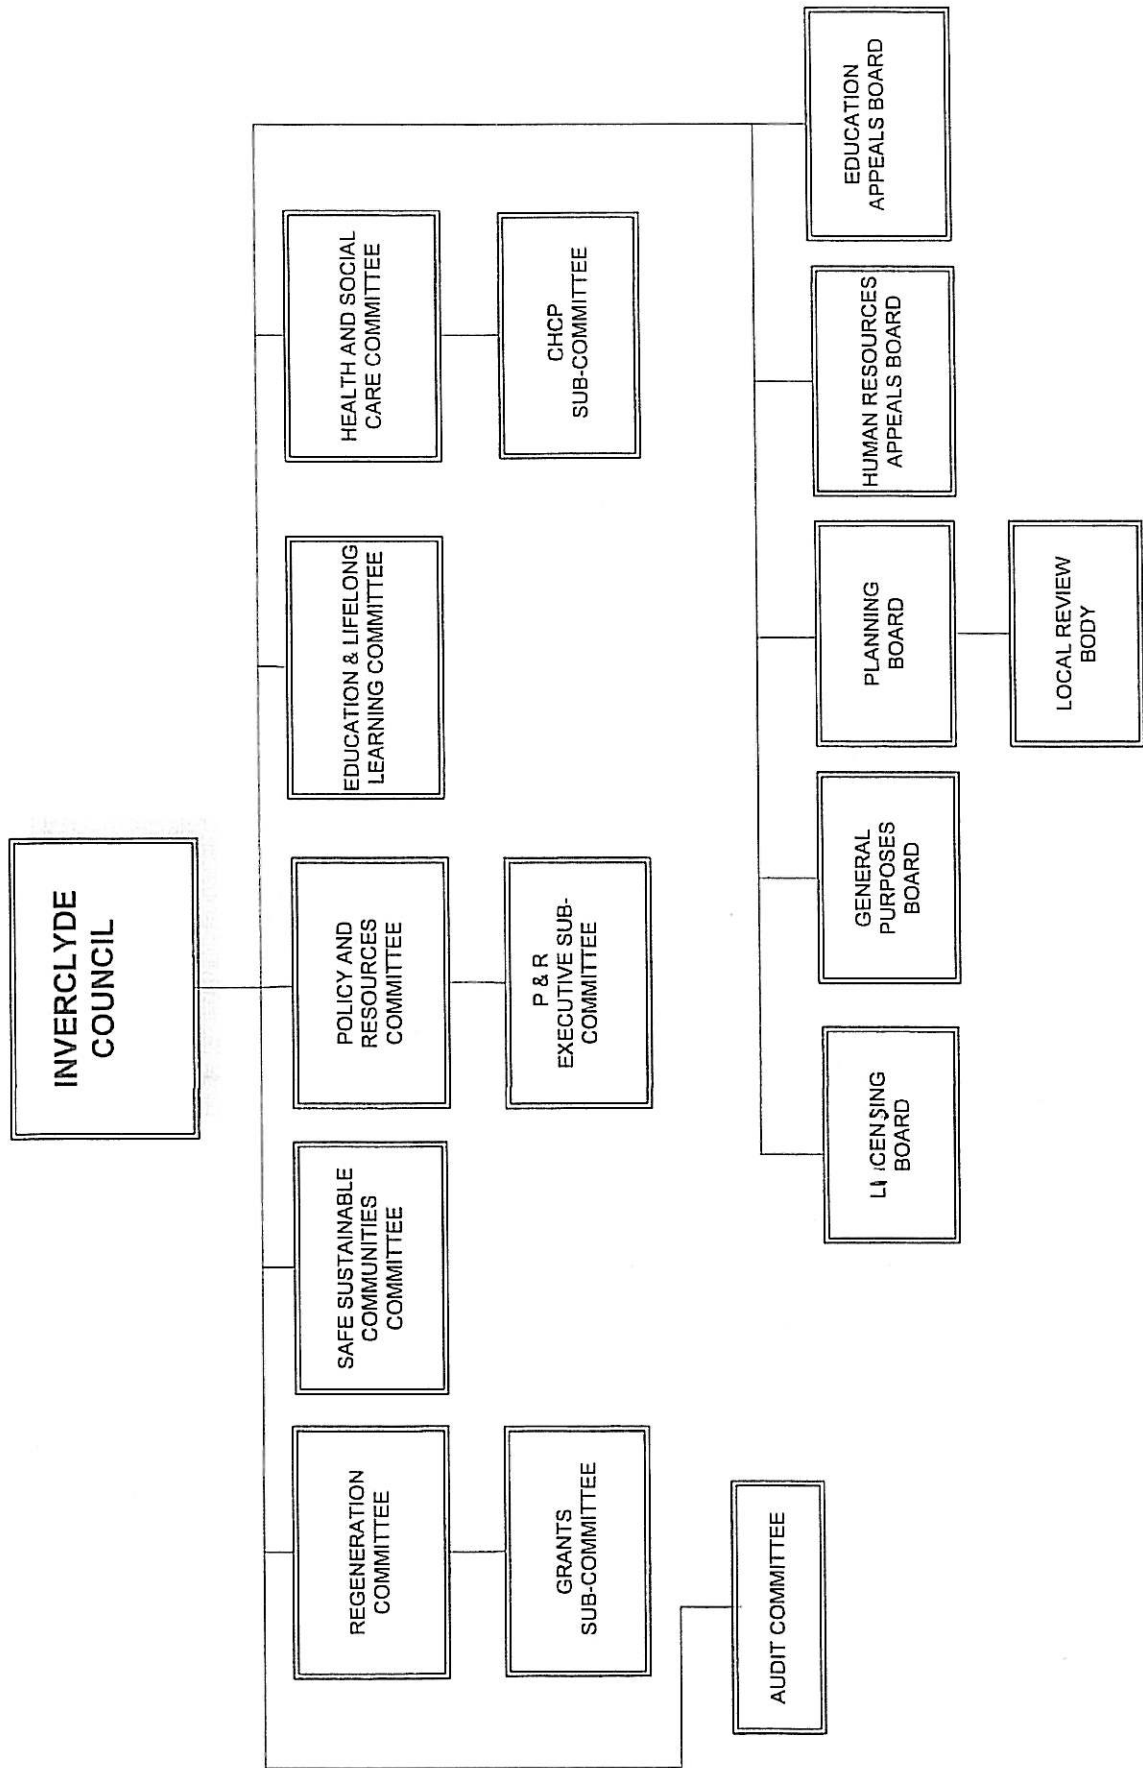 INVERCLYDE
COUNCIL
REGENERATION
COMMITTEE
SAFE SUSTAINABLE
COMMUNITIES
COMMITTEE
POLICY AND
RESOURCES
COMMITTEE
EDUCATION & LIFELONG
LEARNING COMMITTEE
HEALTH AND SOCIAL
CARE COMMITTEE
GRANTS
SUB-COMMITTEE
P & R
EXECUTIVE SUB-
COMMITTEE
CHCP
SUB-COMMITTEE
AUDIT COMMITTEE
LICENSING
BOARD
GENERAL
PURPOSES
BOARD
PLANNING
BOARD
HUMAN RESOURCES
APPEALS BOARD
EDUCATION
APPEALS BOARD
LOCAL REVIEW
BODY